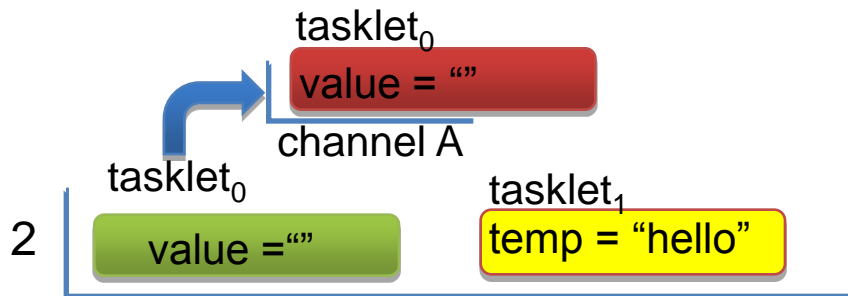 tasklet₀
value = “”
channel A
tasklet₀
tasklet₁
2
value =“”
temp = “hello”